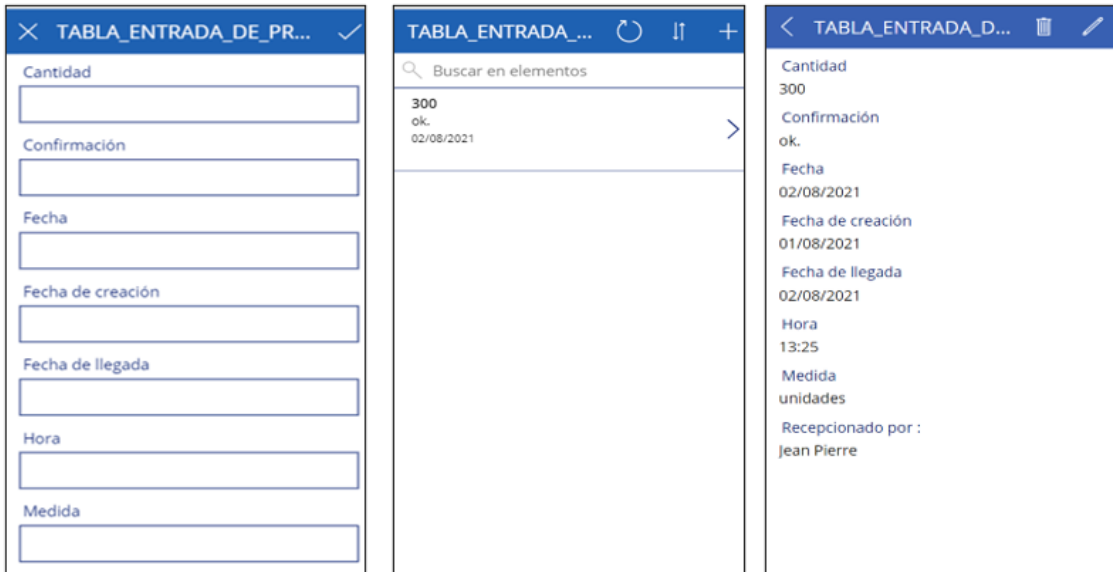 TABLA_ENTRADA_DE_PR...
Cantidad
Confirmación
Fecha
Fecha de creación
Fecha de llegada
Hora
Medida
TABLA_ENTRADA_...
Buscar en elementos
300
ok.
02/08/2021
TABLA_ENTRADA_D...
Cantidad
300
Confirmación
ok.
Fecha
02/08/2021
Fecha de creación
01/08/2021
Fecha de llegada
02/08/2021
Hora
13:25
Medida
unidades
Recepcionado por :
Jean Pierre